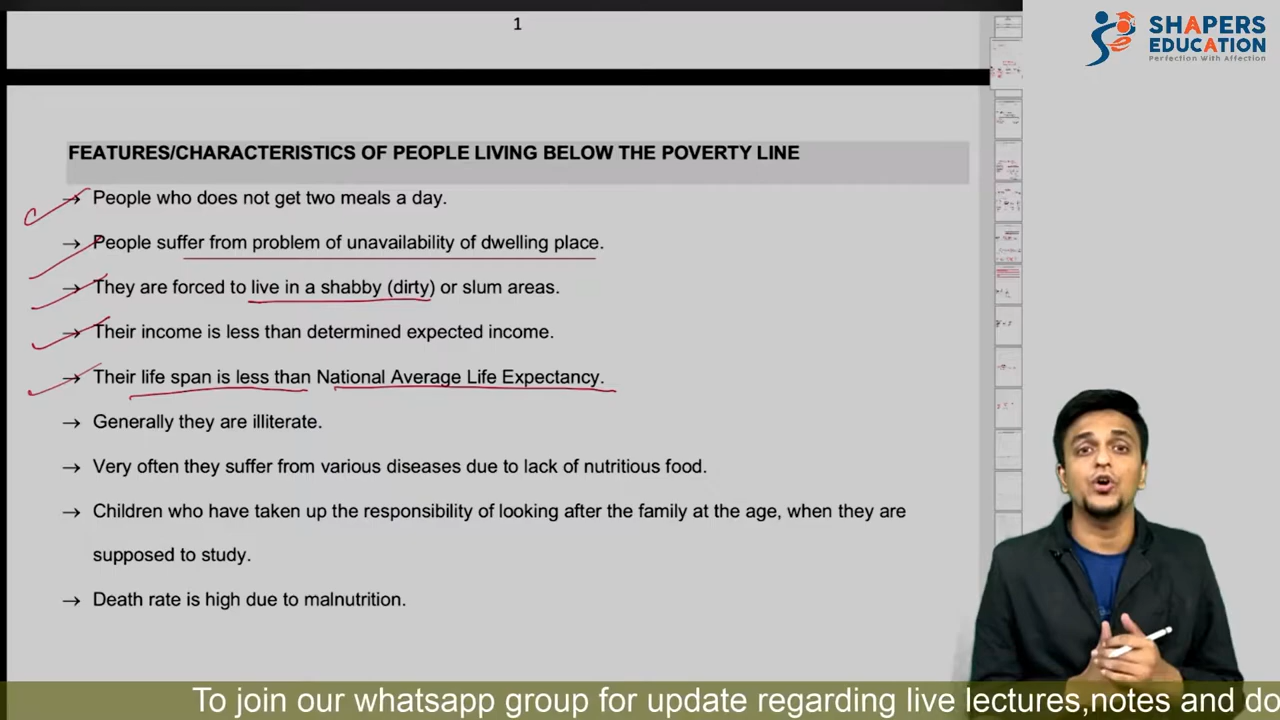 1
SHAPERS
EDUCATION
Perfection With Affection
FEATURES/CHARACTERISTICS OF PEOPLE LIVING BELOW THE POVERTY LINE
→ People who does not get two meals a day.
→ People suffer from problem of unavailability of dwelling place.
→ They are forced to live in a shabby (dirty) or slum areas.
→ Their income is less than determined expected income.
→ Their life span is less than National Average Life Expectancy.
→ Generally they are illiterate.
→ Very often they suffer from various diseases due to lack of nutritious food.
→ Children who have taken up the responsibility of looking after the family at the age, when they are
supposed to study.
→ Death rate is high due to malnutrition.
To join our whatsapp group for update regarding live lectures,notes and do